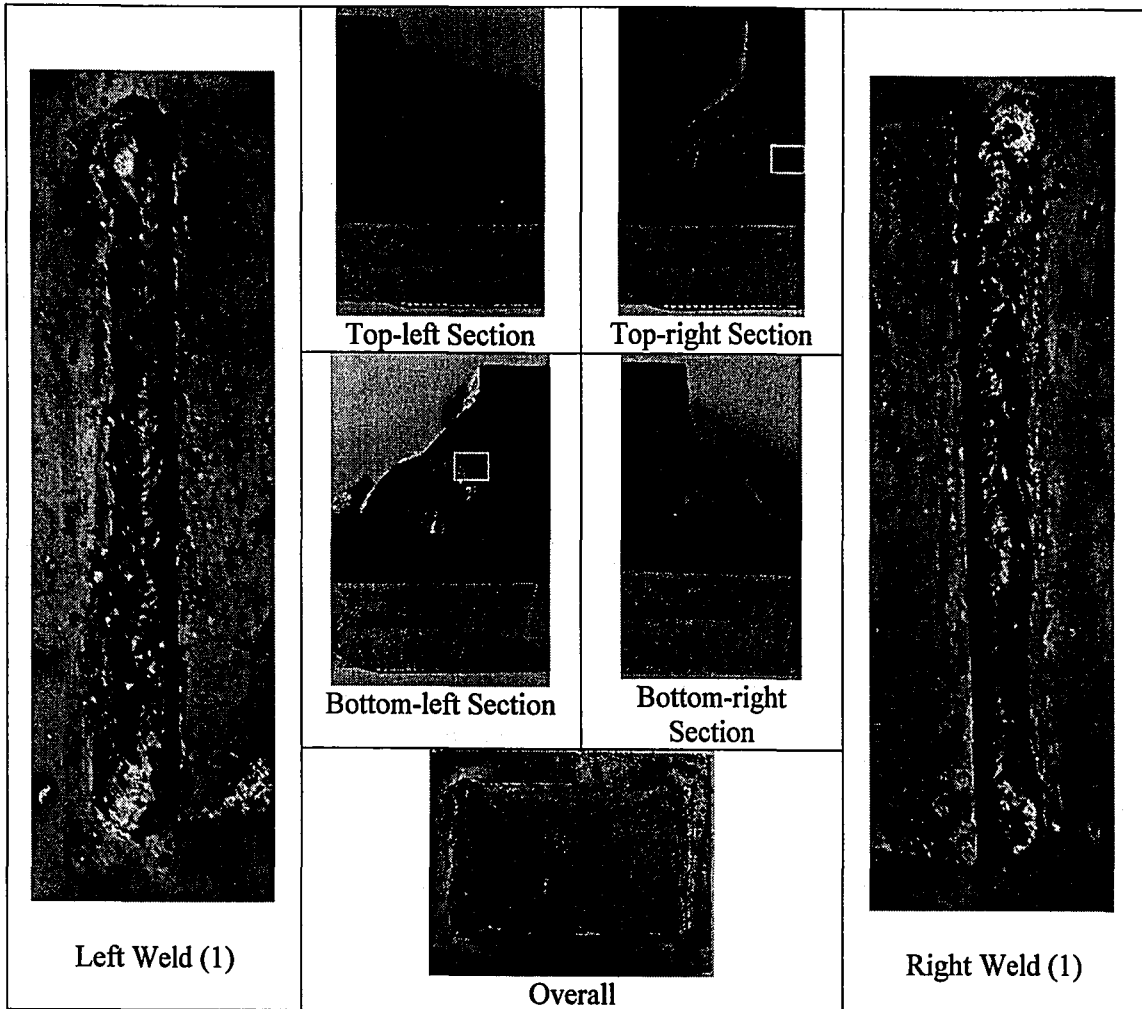 Top-left Section
Top-right Section
Bottom-left Section
Bottom-right
Section
Left Weld (1)
Overall
Right Weld (1)